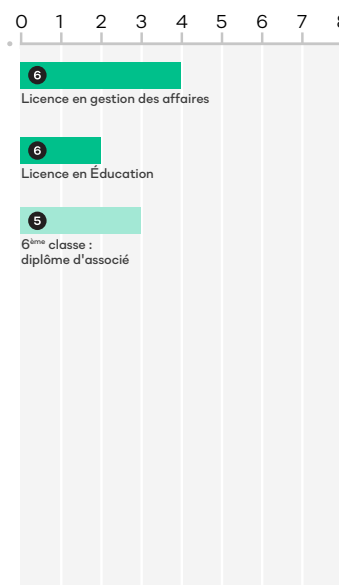 0 1 2 3 4 5 6 7 8
6
Licence en gestion des affaires
6
Licence en Éducation
5
6ème classe :
diplôme d'associé